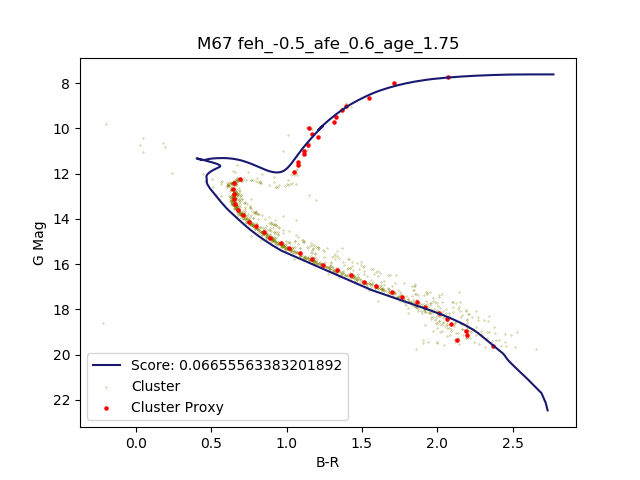 M67 feh_-0.5_afe_0.6_age_1.75
8
10
12
14
16
18
20
22
G Mag
Score: 0.06655563383201892
Cluster
Cluster Proxy
0.0 0.5 1.0 1.5 2.0 2.5
B-R